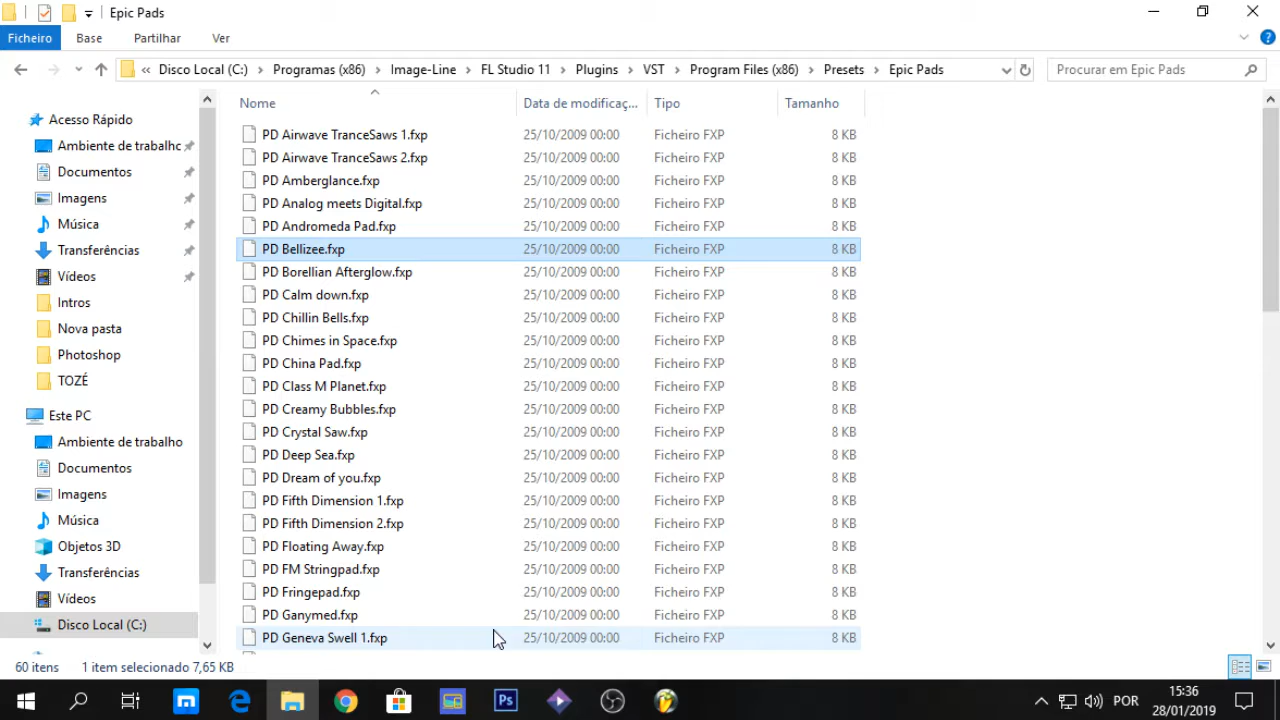 Epic Pads
Ficheiro Base Partilhar Ver
« Disco Local (C:) > Programas (x86) > Image-Line > FL Studio 11 > Plugins > VST > Program Files (x86) > Presets > Epic Pads
Procurar em Epic Pads
Nome Data de modificaç... Tipo Tamanho
Acesso Rápido
Ambiente de trabalho
Documentos
Imagens
Música
Transferências
Vídeos
Intros
Nova pasta
Photoshop
TOZÉ
Este PC
Ambiente de trabalho
Documentos
Imagens
Música
Objetos 3D
Transferências
Vídeos
Disco Local (C:)
PD Airwave TranceSaws 1.fxp 25/10/2009 00:00 Ficheiro FXP 8 KB
PD Airwave TranceSaws 2.fxp 25/10/2009 00:00 Ficheiro FXP 8 KB
PD Amberglance.fxp 25/10/2009 00:00 Ficheiro FXP 8 KB
PD Analog meets Digital.fxp 25/10/2009 00:00 Ficheiro FXP 8 KB
PD Andromeda Pad.fxp 25/10/2009 00:00 Ficheiro FXP 8 KB
PD Bellizee.fxp 25/10/2009 00:00 Ficheiro FXP 8 KB
PD Borellian Afterglow.fxp 25/10/2009 00:00 Ficheiro FXP 8 KB
PD Calm down.fxp 25/10/2009 00:00 Ficheiro FXP 8 KB
PD Chillin Bells.fxp 25/10/2009 00:00 Ficheiro FXP 8 KB
PD Chimes in Space.fxp 25/10/2009 00:00 Ficheiro FXP 8 KB
PD China Pad.fxp 25/10/2009 00:00 Ficheiro FXP 8 KB
PD Class M Planet.fxp 25/10/2009 00:00 Ficheiro FXP 8 KB
PD Creamy Bubbles.fxp 25/10/2009 00:00 Ficheiro FXP 8 KB
PD Crystal Saw.fxp 25/10/2009 00:00 Ficheiro FXP 8 KB
PD Deep Sea.fxp 25/10/2009 00:00 Ficheiro FXP 8 KB
PD Dream of you.fxp 25/10/2009 00:00 Ficheiro FXP 8 KB
PD Fifth Dimension 1.fxp 25/10/2009 00:00 Ficheiro FXP 8 KB
PD Fifth Dimension 2.fxp 25/10/2009 00:00 Ficheiro FXP 8 KB
PD Floating Away.fxp 25/10/2009 00:00 Ficheiro FXP 8 KB
PD FM Stringpad.fxp 25/10/2009 00:00 Ficheiro FXP 8 KB
PD Fringepad.fxp 25/10/2009 00:00 Ficheiro FXP 8 KB
PD Ganymed.fxp 25/10/2009 00:00 Ficheiro FXP 8 KB
PD Geneva Swell 1.fxp 25/10/2009 00:00 Ficheiro FXP 8 KB
60 itens 1 item selecionado 7,65 KB
Ps
POR
15:36
28/01/2019